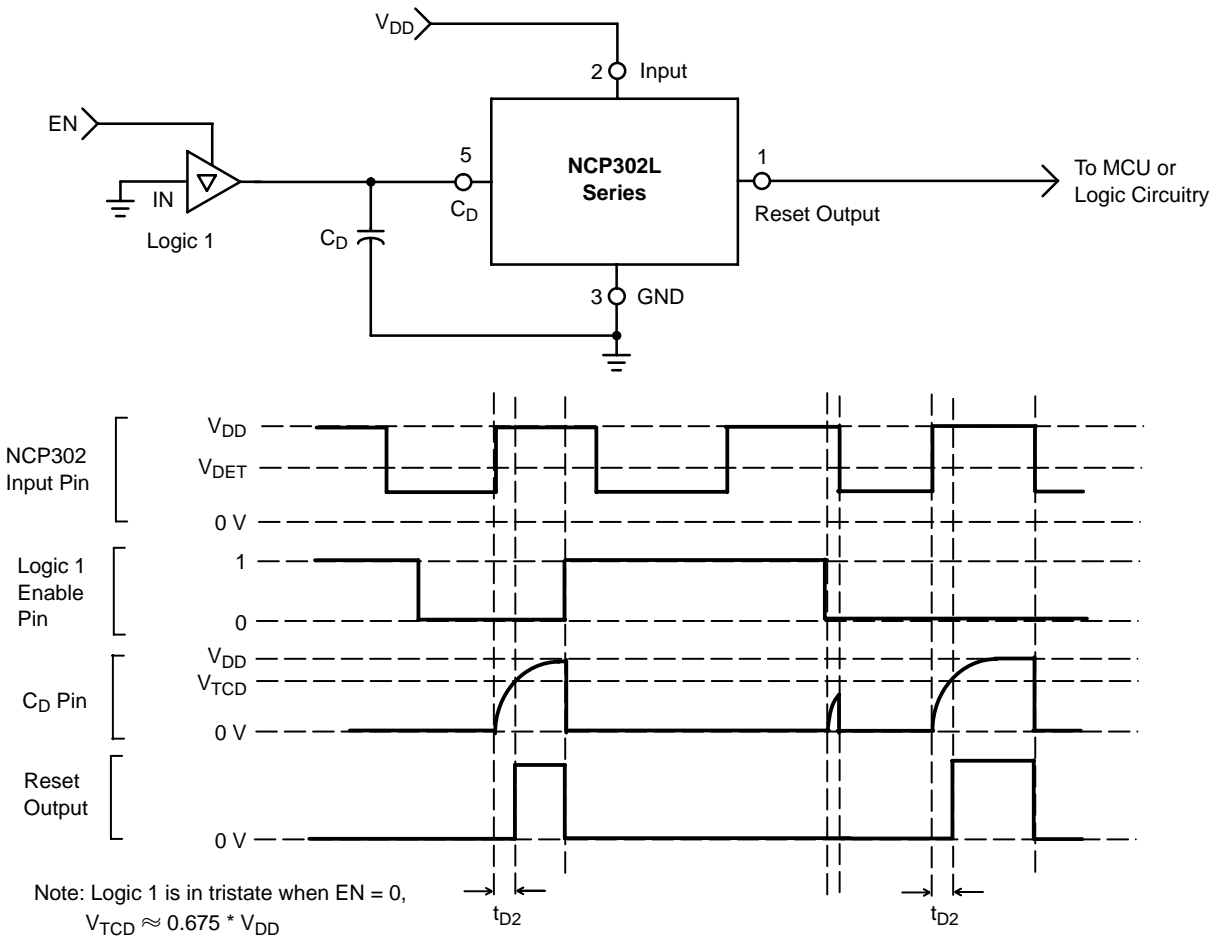 VDD
2 Input
EN
5
1
NCP302L
Series
To MCU or
Logic Circuitry
IN
CD
Reset Output
Logic 1
CD
3 GND
NCP302
Input Pin
VDD
VDET
0 V
Logic 1
Enable
Pin
1
0
CD Pin
VDD
VTCD
0 V
Reset
Output
0 V
Note: Logic 1 is in tristate when EN = 0,
VTCD ≈ 0.675 * VDD
tD2
tD2